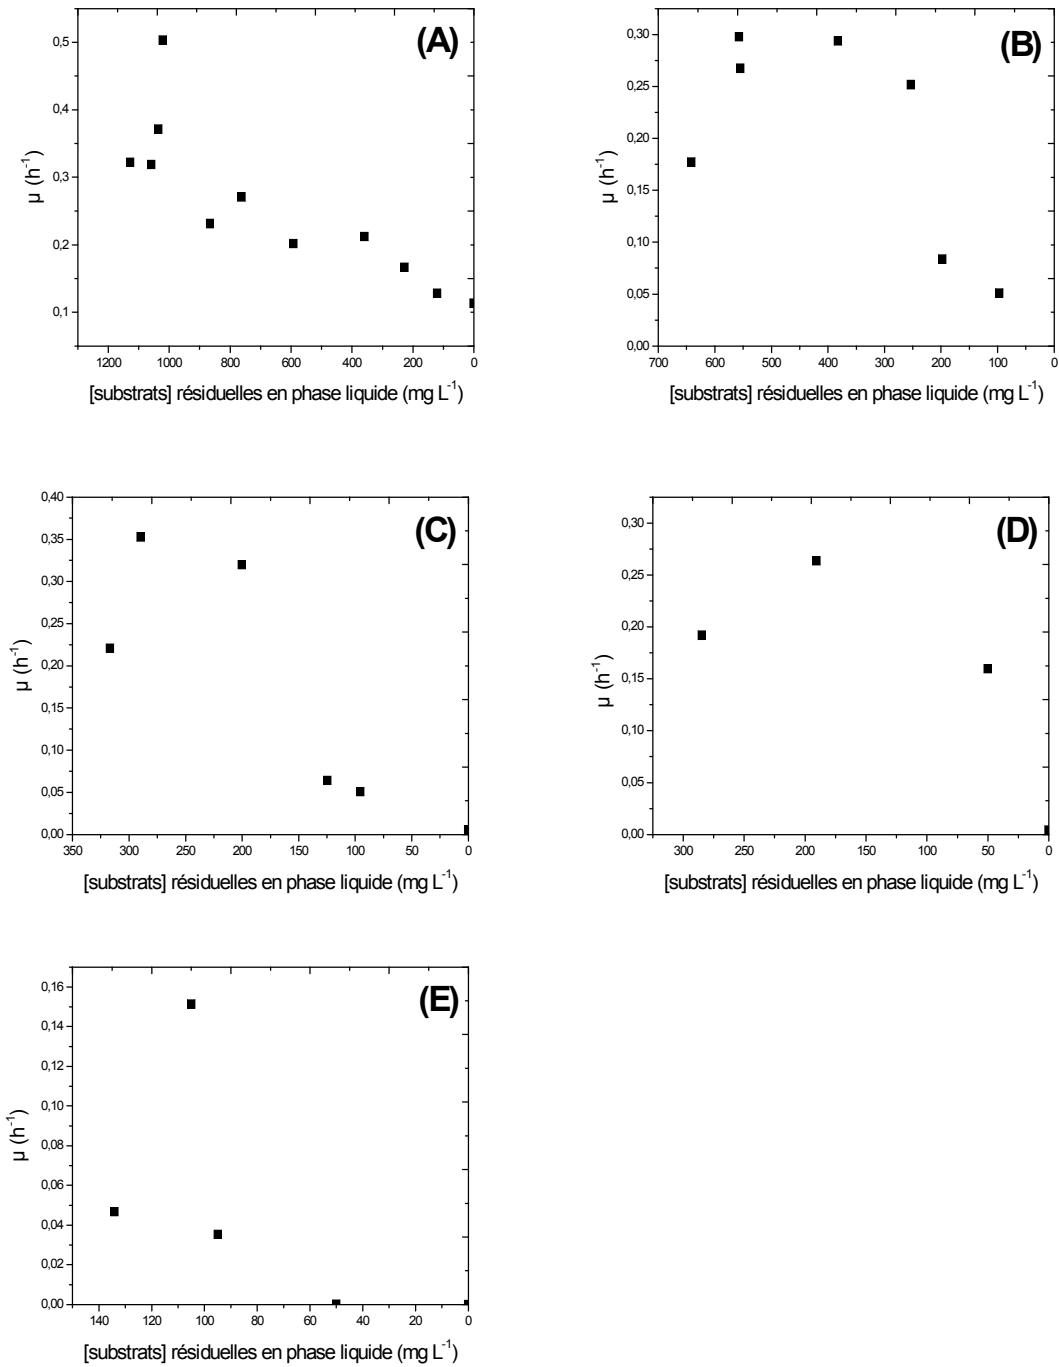 (A)
0,5
0,4
0,3
0,2
0,1
µ (h-1)
1200 1000 800 600 400 200 0
[substrats] résiduelles en phase liquide (mg L-1)
(B)
0,30
0,25
0,20
0,15
0,10
0,05
0,00
µ (h-1)
700 600 500 400 300 200 100 0
[substrats] résiduelles en phase liquide (mg L-1)
(C)
0,40
0,35
0,30
0,25
0,20
0,15
0,10
0,05
0,00
µ (h-1)
350 300 250 200 150 100 50 0
[substrats] résiduelles en phase liquide (mg L-1)
(D)
0,30
0,25
0,20
0,15
0,10
0,05
0,00
µ (h-1)
300 250 200 150 100 50 0
[substrats] résiduelles en phase liquide (mg L-1)
(E)
0,16
0,14
0,12
0,10
0,08
0,06
0,04
0,02
0,00
µ (h-1)
140 120 100 80 60 40 20 0
[substrats] résiduelles en phase liquide (mg L-1)